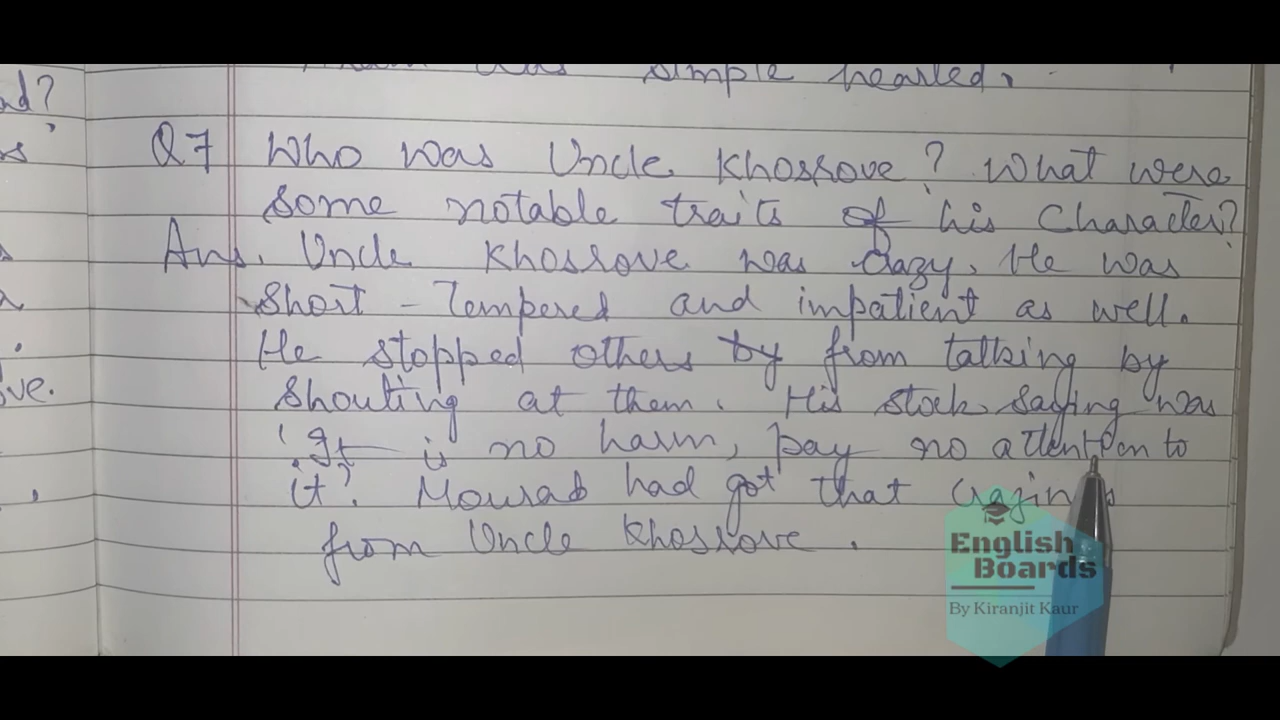 simple hearted.
ad?
Q7 Who was Uncle Khosrove? What were
some notable traits of his Character?
Ans. Uncle Khosrove was Crazy. He was
Short-Tempered and impatient as well.
He stopped others by from talking by
Shouting at them. His stock saying was
'It is no harm, pay no attention to
it'. Mourad had got that
from Uncle Khosrove.
ve.
English
Boards
By Kiranjit Kaur